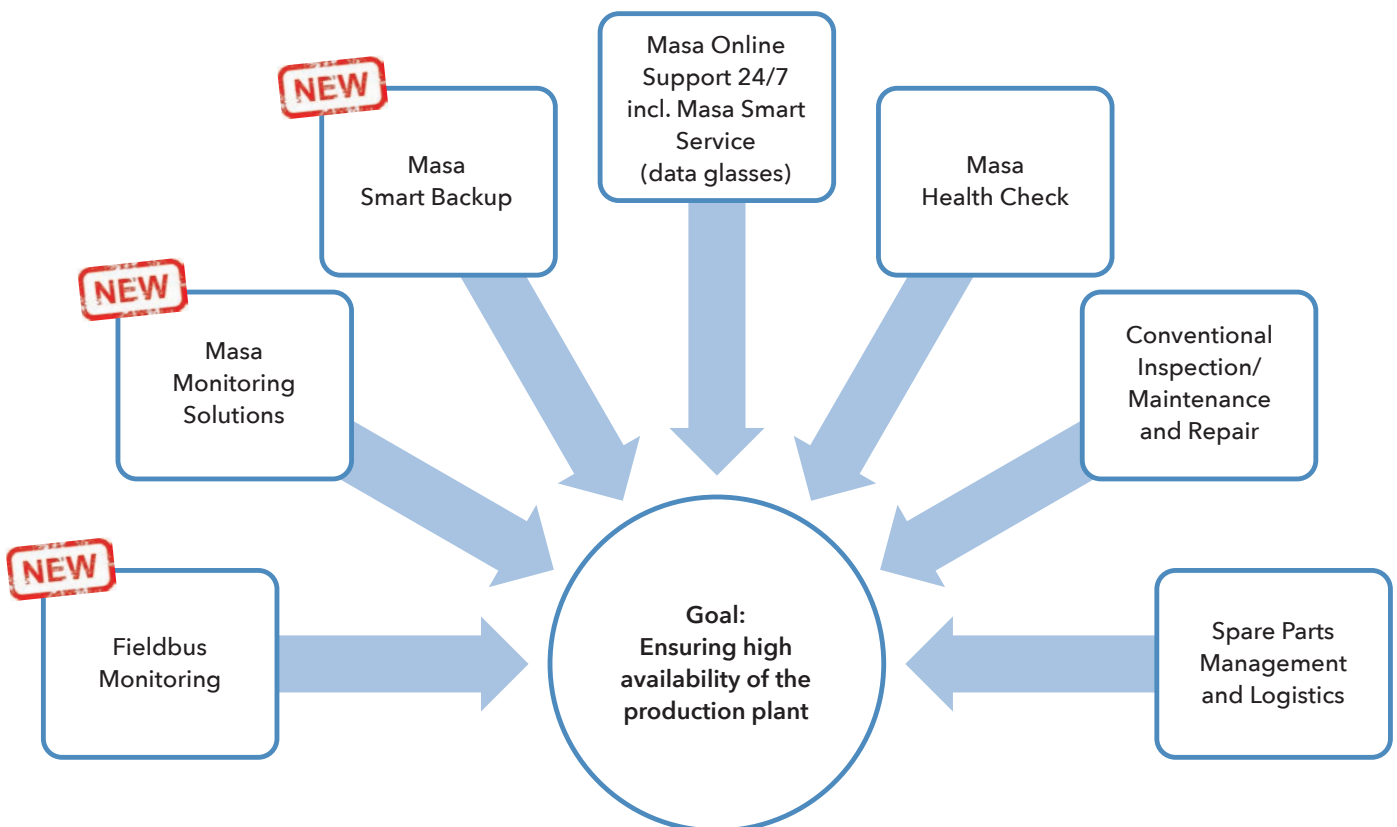 NEW
Fieldbus
Monitoring
NEW
Masa
Monitoring
Solutions
NEW
Masa
Smart Backup
Masa Online
Support 24/7
incl. Masa Smart
Service
(data glasses)
Masa
Health Check
Conventional
Inspection/
Maintenance
and Repair
Spare Parts
Management
and Logistics
Goal:
Ensuring high
availability of the
production plant